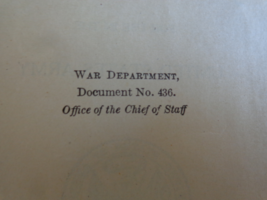 WAR DEPARTMENT,
Document No. 436.
Office of the Chief of Staff